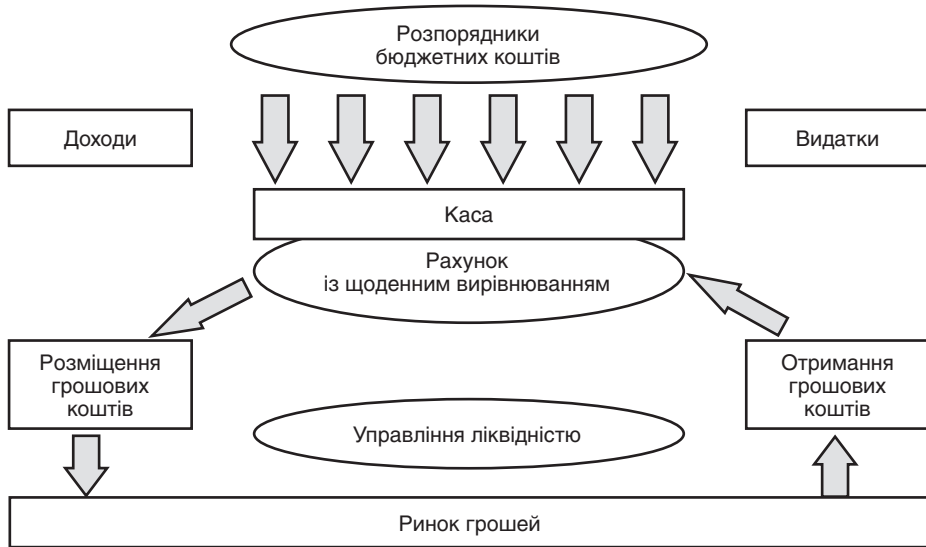 Розпорядники
бюджетних коштів
Доходи
Видатки
Каса
Рахунок
із щоденним вирівнюванням
Розміщення
грошових
коштів
Отримання
грошових
коштів
Управління ліквідністю
Ринок грошей